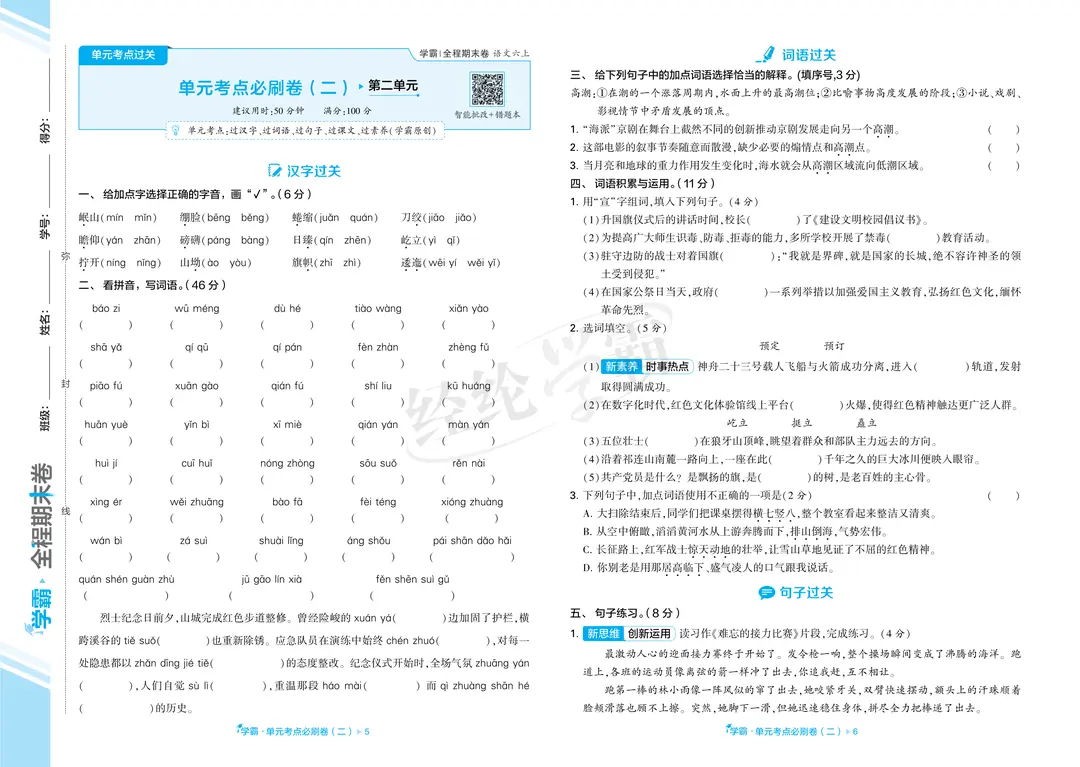 得分：
学号：
姓名：
班级：
弥
封
线
学霸 全程期末卷
单元考点过关
学霸|全程期末卷 语文六上
单元考点必刷卷（二）
第二单元
建议用时:50分钟 满分:100分
智能批改+错题本
单元考点:过汉字、过词语、过句子、过课文、过素养(学霸原创)
汉字过关
一、 给加点字选择正确的字音，画“√”。(6分)
岷山(mín mǐn) 绷脸(bēng běng) 蜷缩(juǎn quán) 刀绞(jiāo jiǎo)
瞻仰(yán zhān) 磅礴(páng bàng) 日臻(qín zhēn) 屹立(yì qǐ)
拧开(níng nǐng) 山坳(ào yòu) 旗帜(zhī zhì) 逶迤(wēi yí wěi yǐ)
二、 看拼音，写词语。(46分)
báo zi wū méng dù hé tiào wàng xiǎn yào
( ) ( ) ( ) ( ) ( )
shā yǎ qí qū qí pán fèn zhàn zhèng fǔ
( ) ( ) ( ) ( ) ( )
piāo fú xuān gào qián fú shí liu kū huáng
( ) ( ) ( ) ( ) ( )
huān yuè yǐn bì xī miè qián yán màn yán
( ) ( ) ( ) ( ) ( )
huì jí cuī huǐ nóng zhòng sōu suǒ rěn nài
( ) ( ) ( ) ( ) ( )
xìng ér wěi zhuāng bào fā fèi téng xióng zhuàng
( ) ( ) ( ) ( ) ( )
wán bì zá suì shuài lǐng áng shǒu pái shān dǎo hǎi
( ) ( ) ( ) ( ) ( )
quán shén guàn zhù jū gāo lín xià fěn shēn suì gǔ
( ) ( ) ( )
烈士纪念日前夕,山城完成红色步道整修。曾经险峻的 xuán yá( )边加固了护栏,横
跨溪谷的 tiě suǒ( )也重新除锈。应急队员在演练中始终 chén zhuó( ),对每一
处隐患都以 zhǎn dīng jié tiě( )的态度整改。纪念仪式开始时,全场气氛 zhuāng yán
( ),人们自觉 sù lì( ),重温那段 háo mài( )而 qì zhuàng shān hé
( )的历史。
学霸·单元考点必刷卷（二） 5
词语过关
三、 给下列句子中的加点词语选择恰当的解释。(填序号,3分)
高潮:①在潮的一个涨落周期内,水面上升的最高潮位;②比喻事物高度发展的阶段;③小说、戏剧、
影视情节中矛盾发展的顶点。
1. “海派”京剧在舞台上截然不同的创新推动京剧发展走向另一个高潮。 ( )
2. 这部电影的叙事节奏随意而散漫,缺少必要的煽情点和高潮点。 ( )
3. 当月亮和地球的重力作用发生变化时,海水就会从高潮区域流向低潮区域。 ( )
四、 词语积累与运用。(11分)
1. 用“宣”字组词,填入下列句子。(4分)
(1)升国旗仪式后的讲话时间,校长( )了《建设文明校园倡议书》。
(2)为提高广大师生识毒、防毒、拒毒的能力,多所学校开展了禁毒( )教育活动。
(3)驻守边防的战士对着国旗( ):“我就是界碑,就是国家的长城,绝不容许神圣的领
土受到侵犯。”
(4)在国家公祭日当天,政府( )一系列举措以加强爱国主义教育,弘扬红色文化,缅怀
革命先烈。
2. 选词填空。(5分)
预定 预订
(1) 新素养 时事热点 神舟二十三号载人飞船与火箭成功分离,进入( )轨道,发射
取得圆满成功。
(2)在数字化时代,红色文化体验馆线上平台( )火爆,使得红色精神触达更广泛人群。
屹立 挺立 矗立
(3)五位壮士( )在狼牙山顶峰,眺望着群众和部队主力远去的方向。
(4)沿着祁连山南麓一路向上,一座在此( )千年之久的巨大冰川便映入眼帘。
(5)共产党员是什么？是飘扬的旗,是( )的树,是老百姓的主心骨。
3. 下列句子中,加点词语使用不正确的一项是(2分) ( )
A. 大扫除结束后,同学们把课桌摆得横七竖八,整个教室看起来整洁又清爽。
B. 从空中俯瞰,滔滔黄河水从上游奔腾而下,排山倒海,气势宏伟。
C. 长征路上,红军战士惊天动地的壮举,让雪山草地见证了不屈的红色精神。
D. 你别老是用那居高临下、盛气凌人的口气跟我说话。
句子过关
五、 句子练习。(8分)
1. 新思维 创新运用 读习作《难忘的接力比赛》片段,完成练习。(4分)
最激动人心的迎面接力赛终于开始了。发令枪一响,整个操场瞬间变成了沸腾的海洋。跑
道上,各班的运动员像离弦的箭一样冲了出去,你追我赶,互不相让。
跑第一棒的林小雨像一阵风似的窜了出去,她咬紧牙关,双臂快速摆动,额头上的汗珠顺着
脸颊滑落也顾不上擦。突然,她脚下一滑,但她迅速稳住身体,拼尽全力把棒递了出去。
学霸·单元考点必刷卷（二） 6
经纶学霸